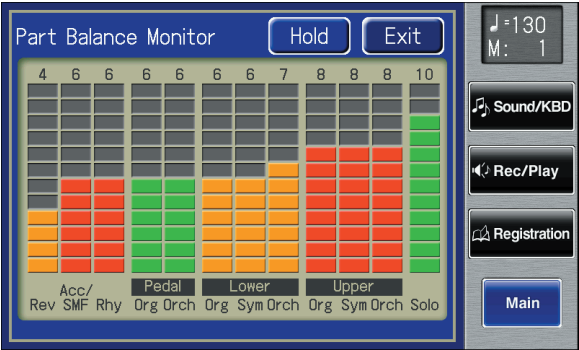 Part Balance Monitor
Hold
Exit
4 6 6 6 6 6 6 7 8 8 8 10
Rev Acc/SMF Rhy
Pedal
Org Orch
Lower
Org Sym Orch
Upper
Org Sym Orch
Solo
♩=130
M: 1
Sound/KBD
Rec/Play
Registration
Main